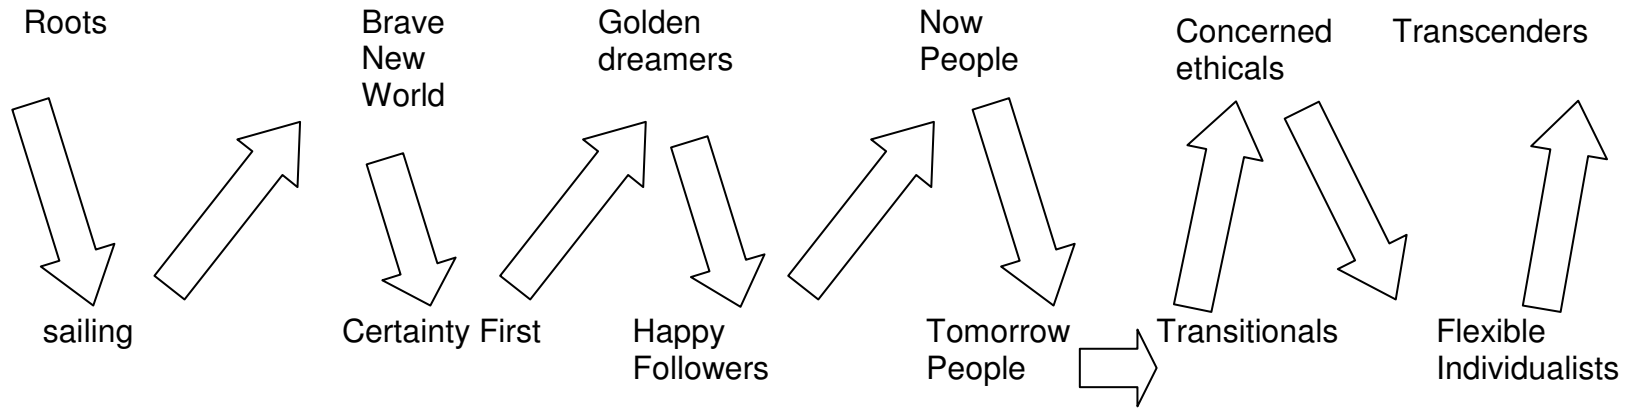 Roots
Brave
New
World
Golden
dreamers
Now
People
Concerned
ethicals
Transcenders
sailing
Certainty First
Happy
Followers
Tomorrow
People
Transitionals
Flexible
Individualists